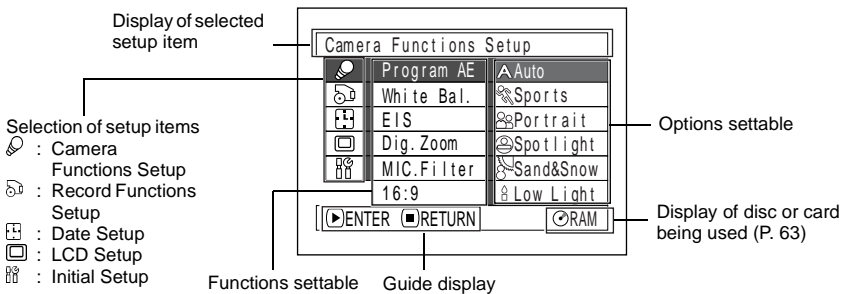 Display of selected
setup item
Camera Functions Setup
Program AE
White Bal.
EIS
Dig.Zoom
MIC.Filter
16:9
Auto
Sports
Portrait
Spotlight
Sand&Snow
Low Light
ENTER RETURN
RAM
Selection of setup items
: Camera
Functions Setup
: Record Functions
Setup
: Date Setup
: LCD Setup
: Initial Setup
Options settable
Display of disc or card
being used (P. 63)
Functions settable
Guide display